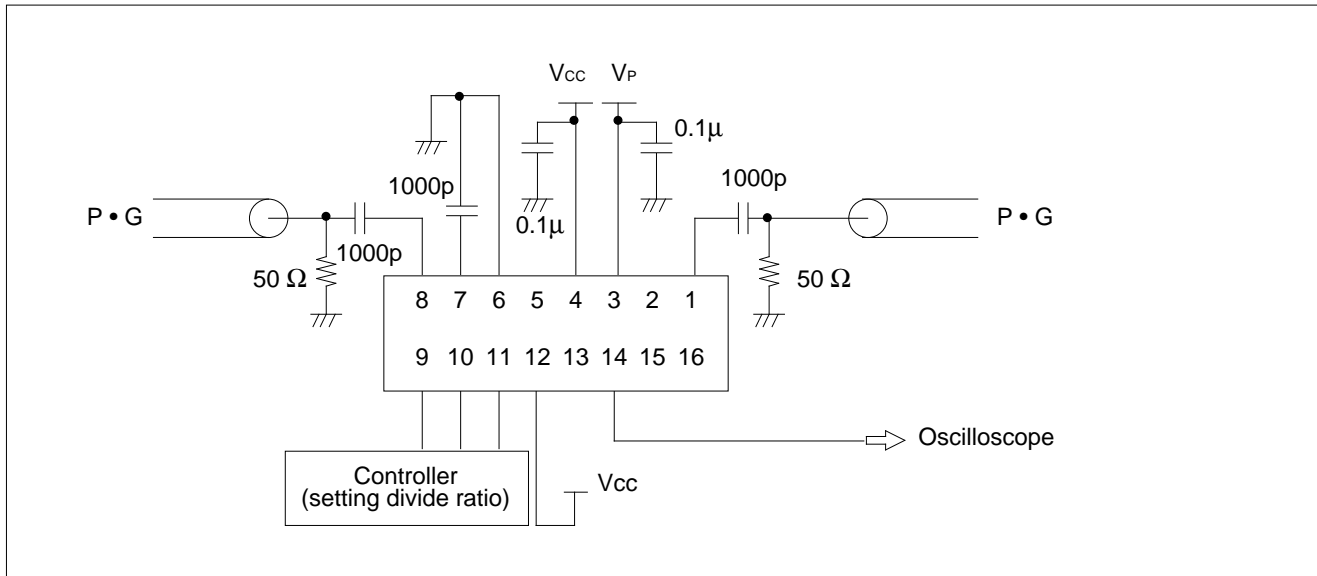 VCC VP
0.1μ
1000p
1000p
0.1μ
P • G
P • G
1000p
50 Ω
50 Ω
8 7 6 5 4 3 2 1
9 10 11 12 13 14 15 16
Oscilloscope
Controller
(setting divide ratio)
Vcc